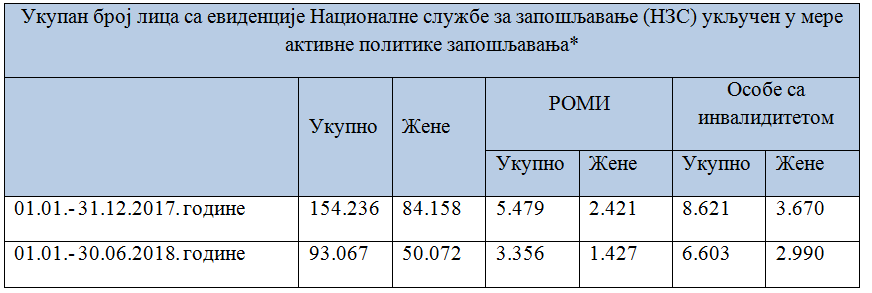 Укупан број лица са евиденције Националне службе за запошљавање (НЗС) укључен у мере
активне политике запошљавања*
Укупно Жене РОМИ Особе са
инвалидитетом
Укупно Жене Укупно Жене
01.01.- 31.12.2017. године 154.236 84.158 5.479 2.421 8.621 3.670
01.01.- 30.06.2018. године 93.067 50.072 3.356 1.427 6.603 2.990